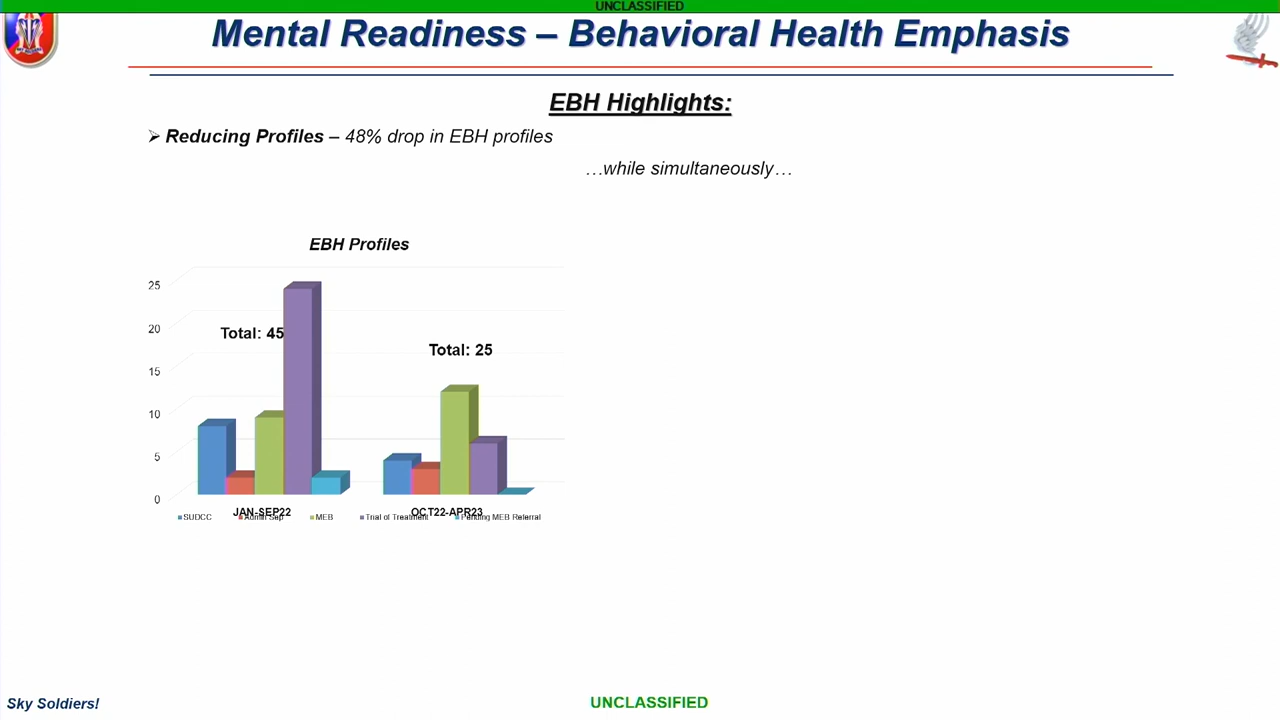 UNCLASSIFIED
Mental Readiness – Behavioral Health Emphasis
EBH Highlights:
➢ Reducing Profiles – 48% drop in EBH profiles
…while simultaneously…
EBH Profiles
25
20
15
10
5
0
Total: 45
Total: 25
JAN-SEP22
OCT22-APR23
SUDCC
Admin Sep
MEB
Trial of Treatment
Pending MEB Referral
Sky Soldiers!
UNCLASSIFIED